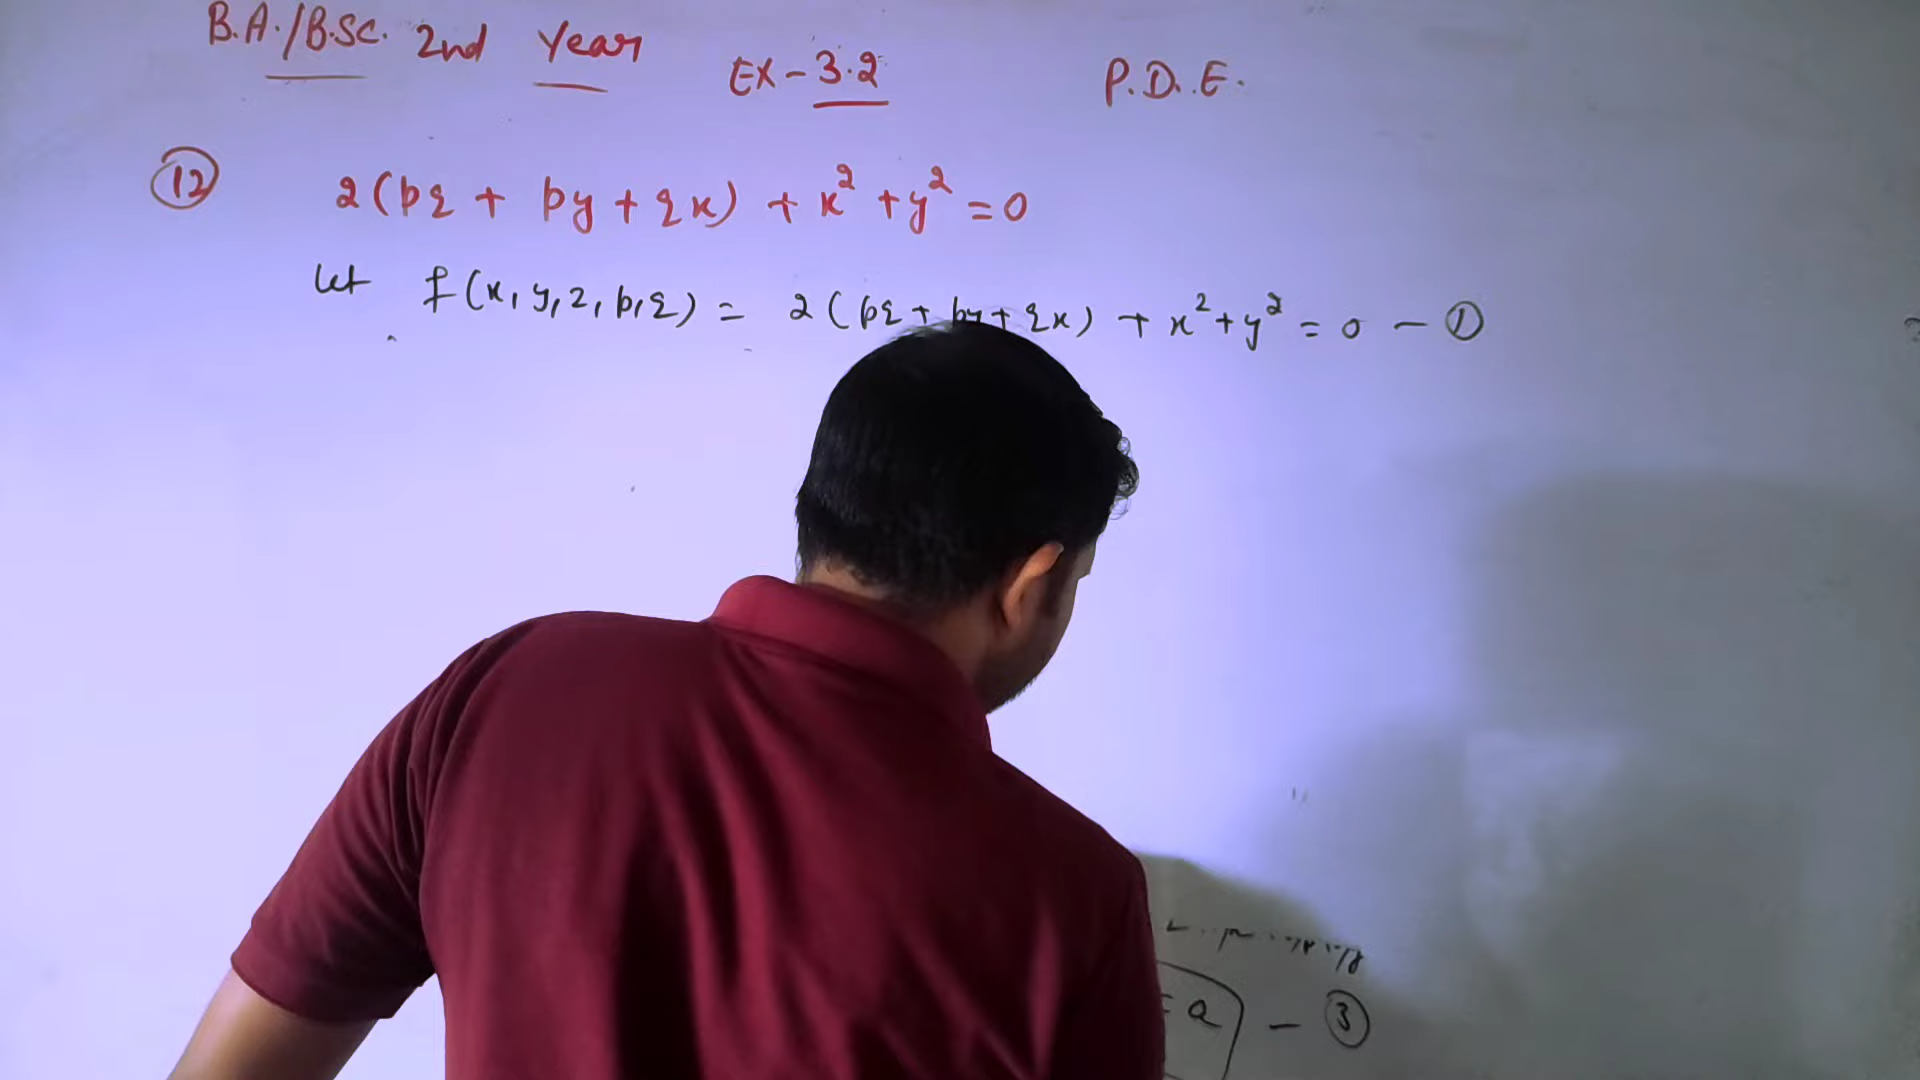 B.A./B.Sc. 2nd Year
EX-3.2
P.D.E.
(12) 2(pq + py + qx) + x² + y² = 0
Let f(x, y, z, p, q) = 2(pq + py + qx) + x² + y² = 0 — (1)
= a — (3)